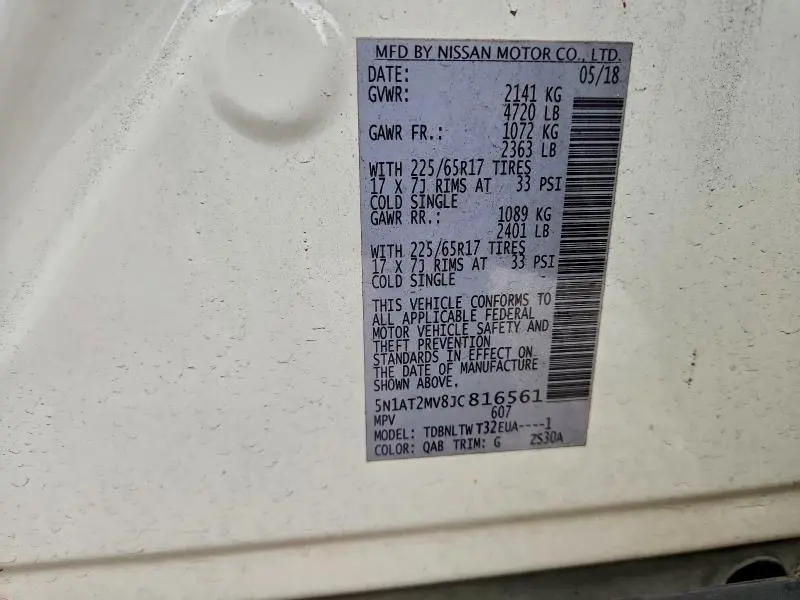 MFD BY NISSAN MOTOR CO., LTD.
DATE: 05/18
GVWR: 2141 KG
4720 LB
GAWR FR.: 1072 KG
2363 LB
WITH 225/65R17 TIRES
17 X 7J RIMS AT 33 PSI
COLD SINGLE
GAWR RR.: 1089 KG
2401 LB
WITH 225/65R17 TIRES
17 X 7J RIMS AT 33 PSI
COLD SINGLE
THIS VEHICLE CONFORMS TO
ALL APPLICABLE FEDERAL
MOTOR VEHICLE SAFETY AND
THEFT PREVENTION
STANDARDS IN EFFECT ON
THE DATE OF MANUFACTURE
SHOWN ABOVE.
5N1AT2MV8JC816561
MPV 607
MODEL: TDBNLTW T32EUA----1
COLOR: QAB TRIM: G ZS30A